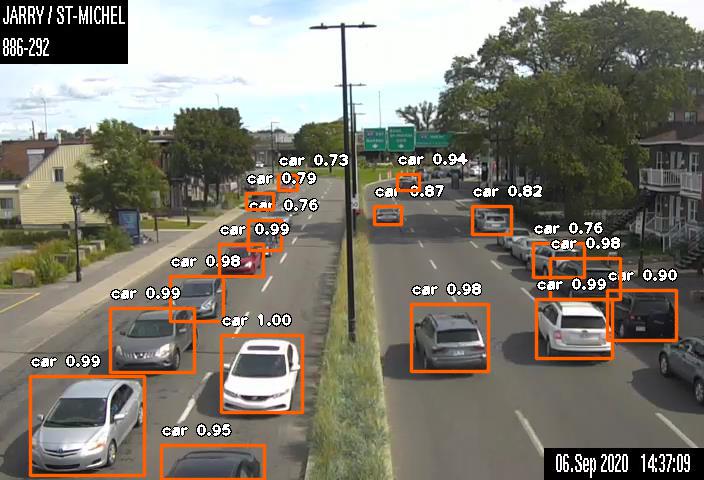 JARRY / ST-MICHEL
886-292
car 0.73
car 0.94
car 0.79
car 0.87
car 0.82
car 0.76
car 0.99
car 0.76
car 0.98
car 0.98
car 0.99
car 0.90
car 0.99
car 0.98
car 1.00
car 0.99
car 0.95
06.Sep 2020 14:37:09